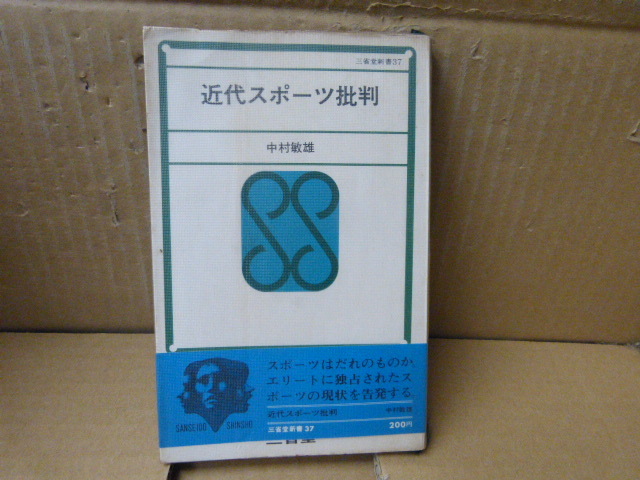 三省堂新書37
近代スポーツ批判
中村敏雄
スポーツはだれのものか。
エリートに独占されたス
ポーツの現状を告発する。
近代スポーツ批判 中村敏雄
三省堂新書37 200円
SANSEIDO SHINSHO
三省堂